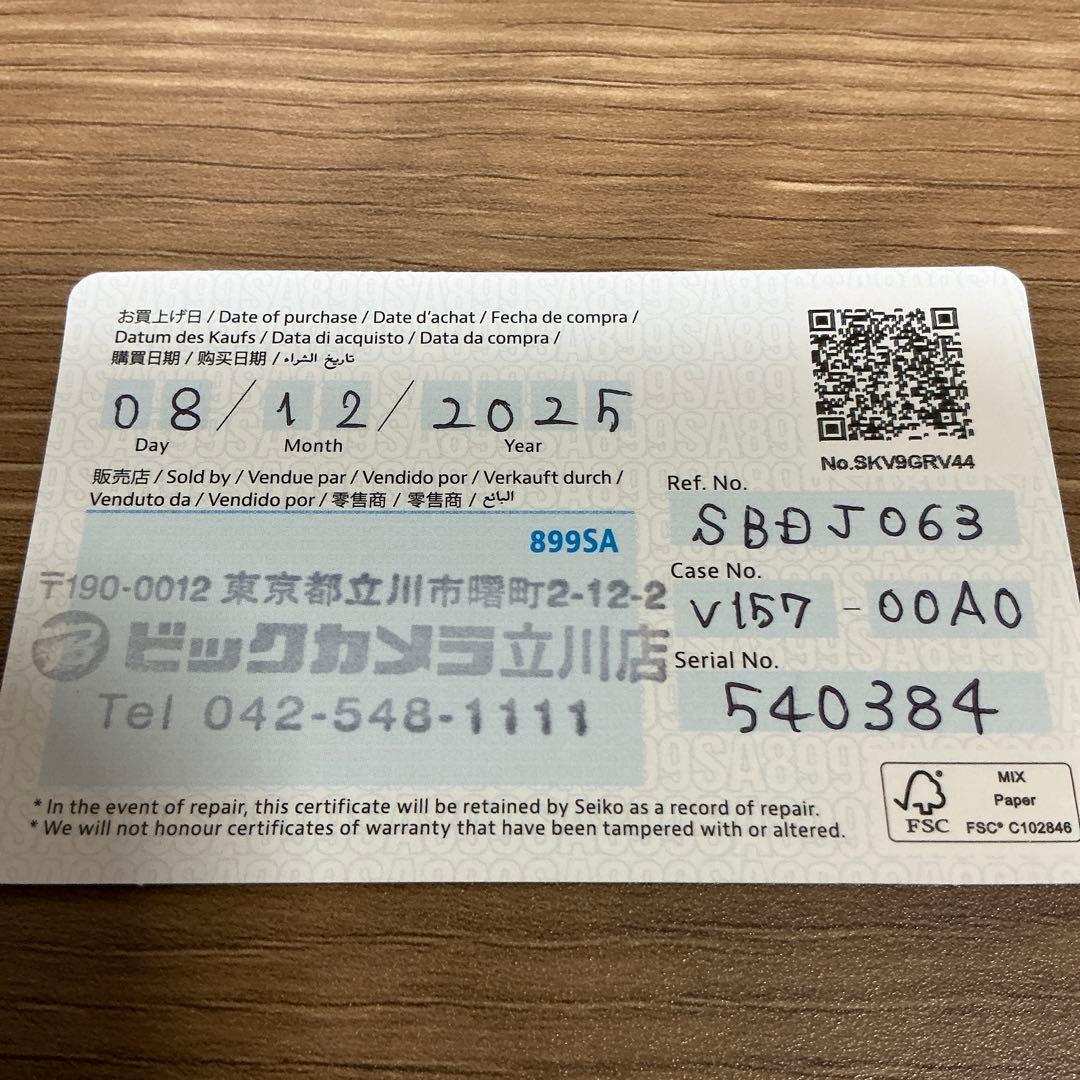 お買上げ日 / Date of purchase / Date d'achat / Fecha de compra /
Datum des Kaufs / Data di acquisto / Data da compra /
購買日期 / 购买日期 / تاريخ الشراء
08/12/2025
Day Month Year
販売店 / Sold by / Vendue par / Vendido por / Verkauft durch /
Venduto da / Vendido por / 零售商 / 零售商 / البائع
899SA
〒190-0012 東京都立川市曙町2-12-2
B ビックカメラ立川店
Tel 042-548-1111
No.SKV9GRV44
Ref. No.
SBDJ063
Case No.
V157-00A0
Serial No.
540384
* In the event of repair, this certificate will be retained by Seiko as a record of repair.
* We will not honour certificates of warranty that have been tampered with or altered.
MIX
Paper
FSC FSC® C102846